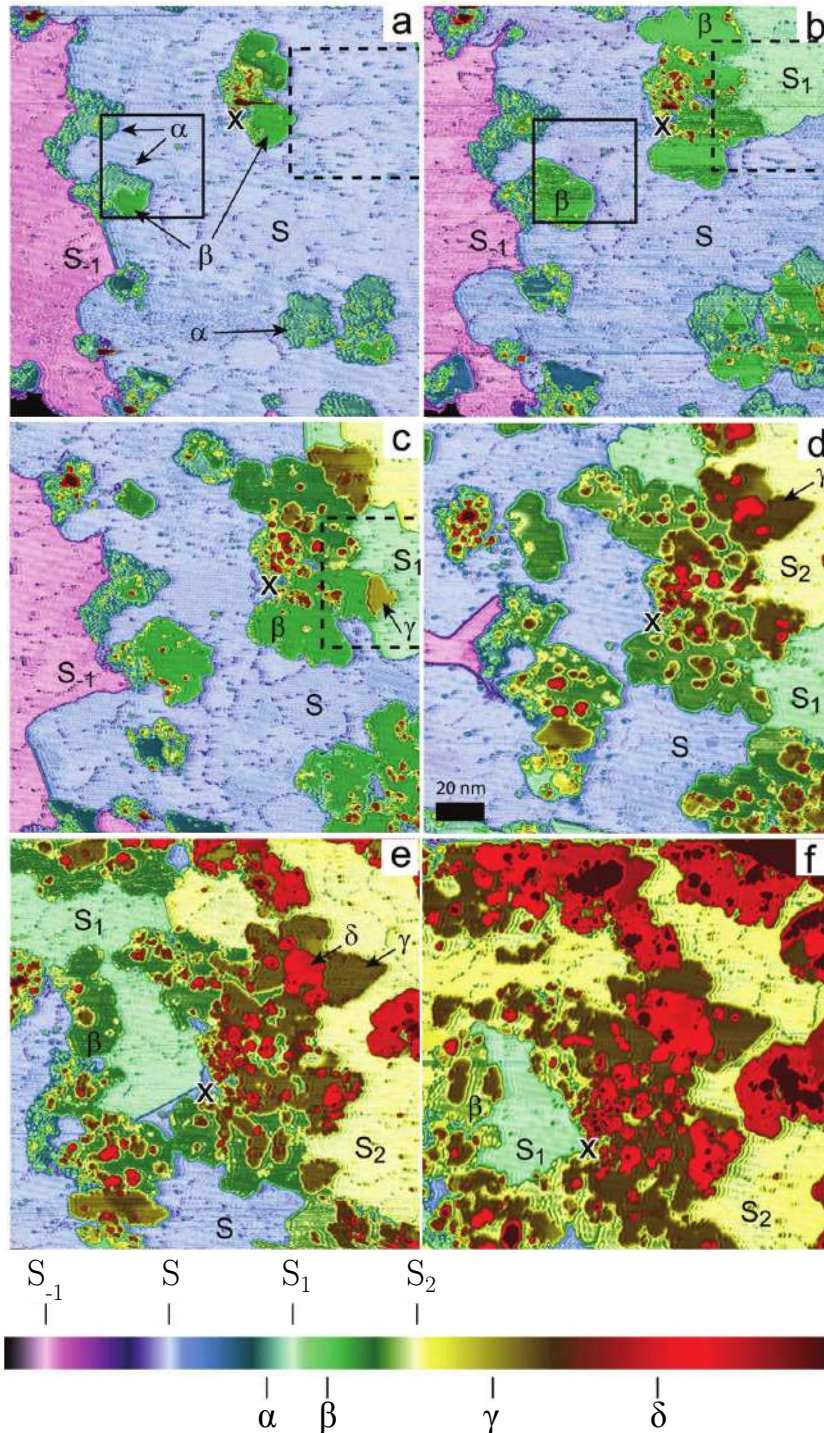 a
α
X
β
S
S₋₁
α
b
β
S₁
X
β
S
S₋₁
c
S₁
X
γ
β
S₋₁
S
d
γ
S₂
X
S₁
S
20 nm
e
S₁
δ
γ
β
X
S₂
S
f
β
S₁
X
S₂
S₋₁ S S₁ S₂
α β γ δ